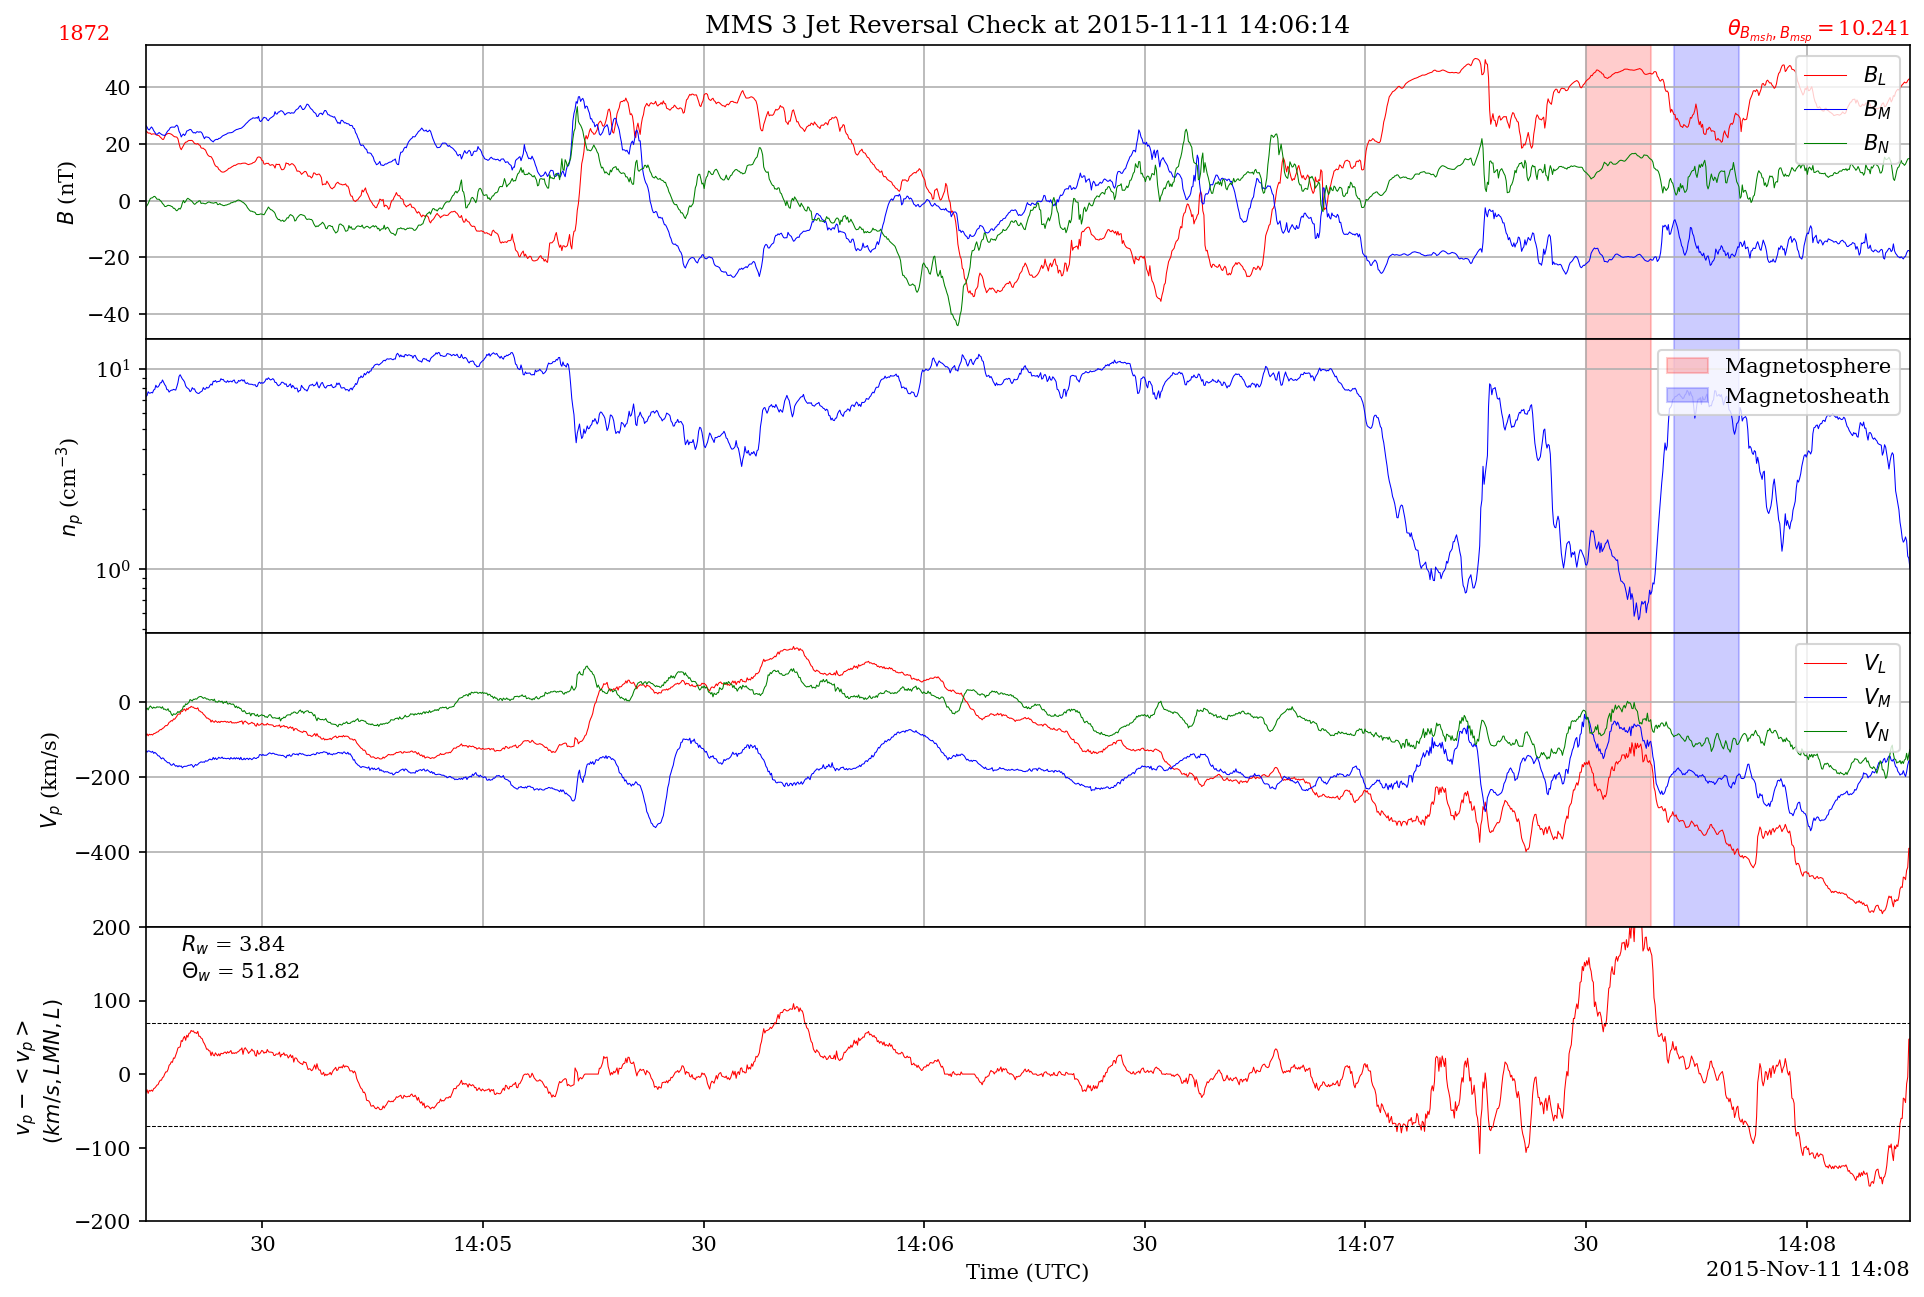 MMS 3 Jet Reversal Check at 2015-11-11 14:06:14
1872
θ_{B_{msh}, B_{msp}} = 10.241
B (nT)
40
20
0
−20
−40
B_L
B_M
B_N
n_p (cm^{−3})
10^1
10^0
Magnetosphere
Magnetosheath
V_p (km/s)
0
−200
−400
V_L
V_M
V_N
v_p − < v_p >
(km/s, LMN, L)
200
100
0
−100
−200
R_w = 3.84
Θ_w = 51.82
30 14:05 30 14:06 30 14:07 30 14:08
Time (UTC)
2015-Nov-11 14:08